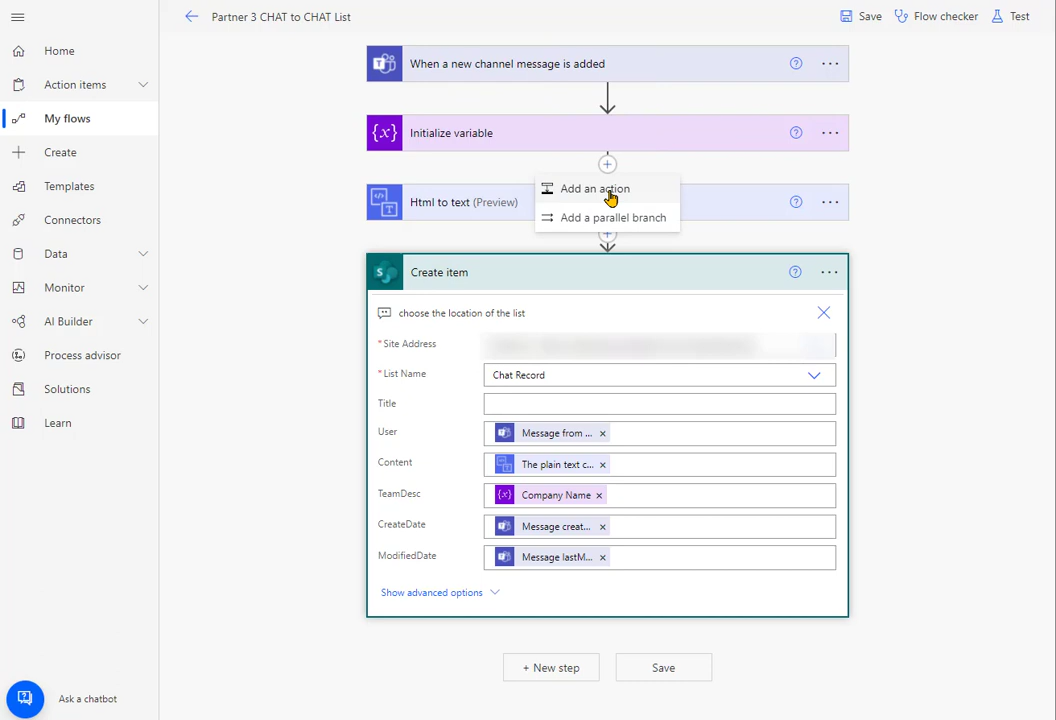 Partner 3 CHAT to CHAT List
Save
Flow checker
Test
Home
Action items
My flows
Create
Templates
Connectors
Data
Monitor
AI Builder
Process advisor
Solutions
Learn
Ask a chatbot
When a new channel message is added
Initialize variable
Add an action
Add a parallel branch
Html to text (Preview)
Create item
choose the location of the list
*Site Address
*List Name
Chat Record
Title
User
Message from ...
Content
The plain text c...
TeamDesc
Company Name
CreateDate
Message creat...
ModifiedDate
Message lastM...
Show advanced options
+ New step
Save